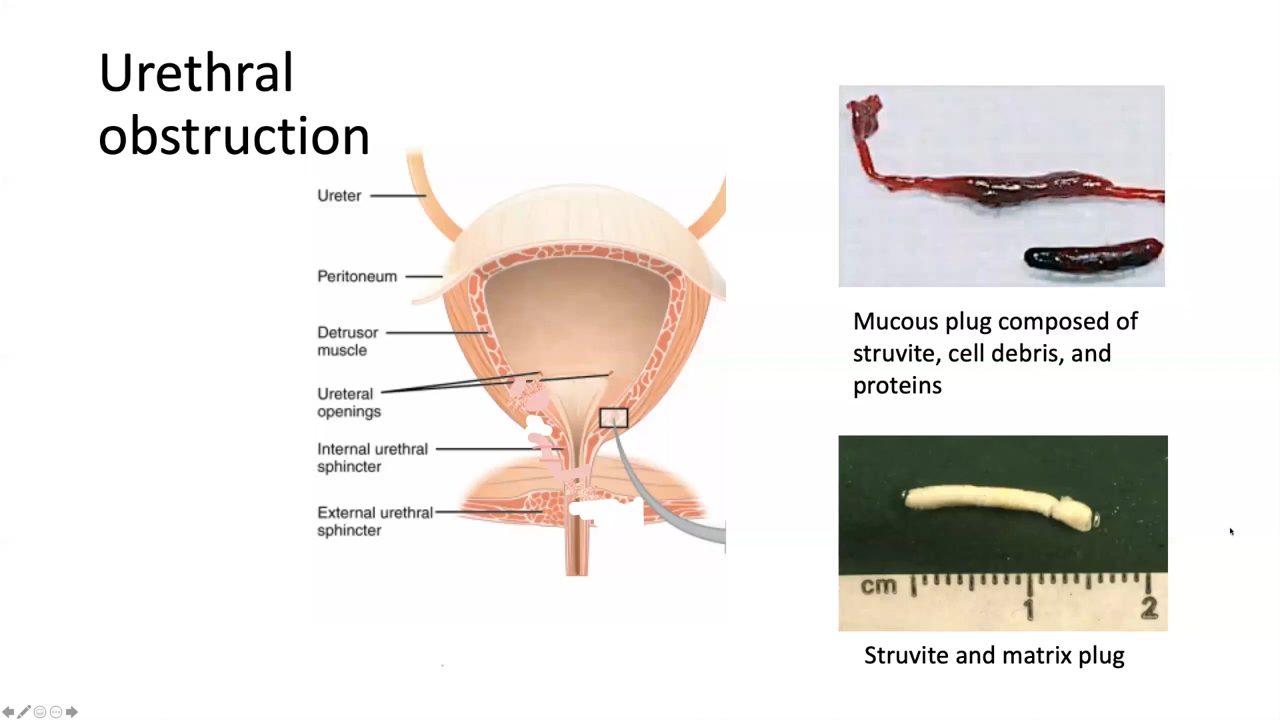 Urethral
obstruction
Ureter
Peritoneum
Detrusor
muscle
Ureteral
openings
Internal urethral
sphincter
External urethral
sphincter
Mucous plug composed of
struvite, cell debris, and
proteins
cm 1 2
Struvite and matrix plug